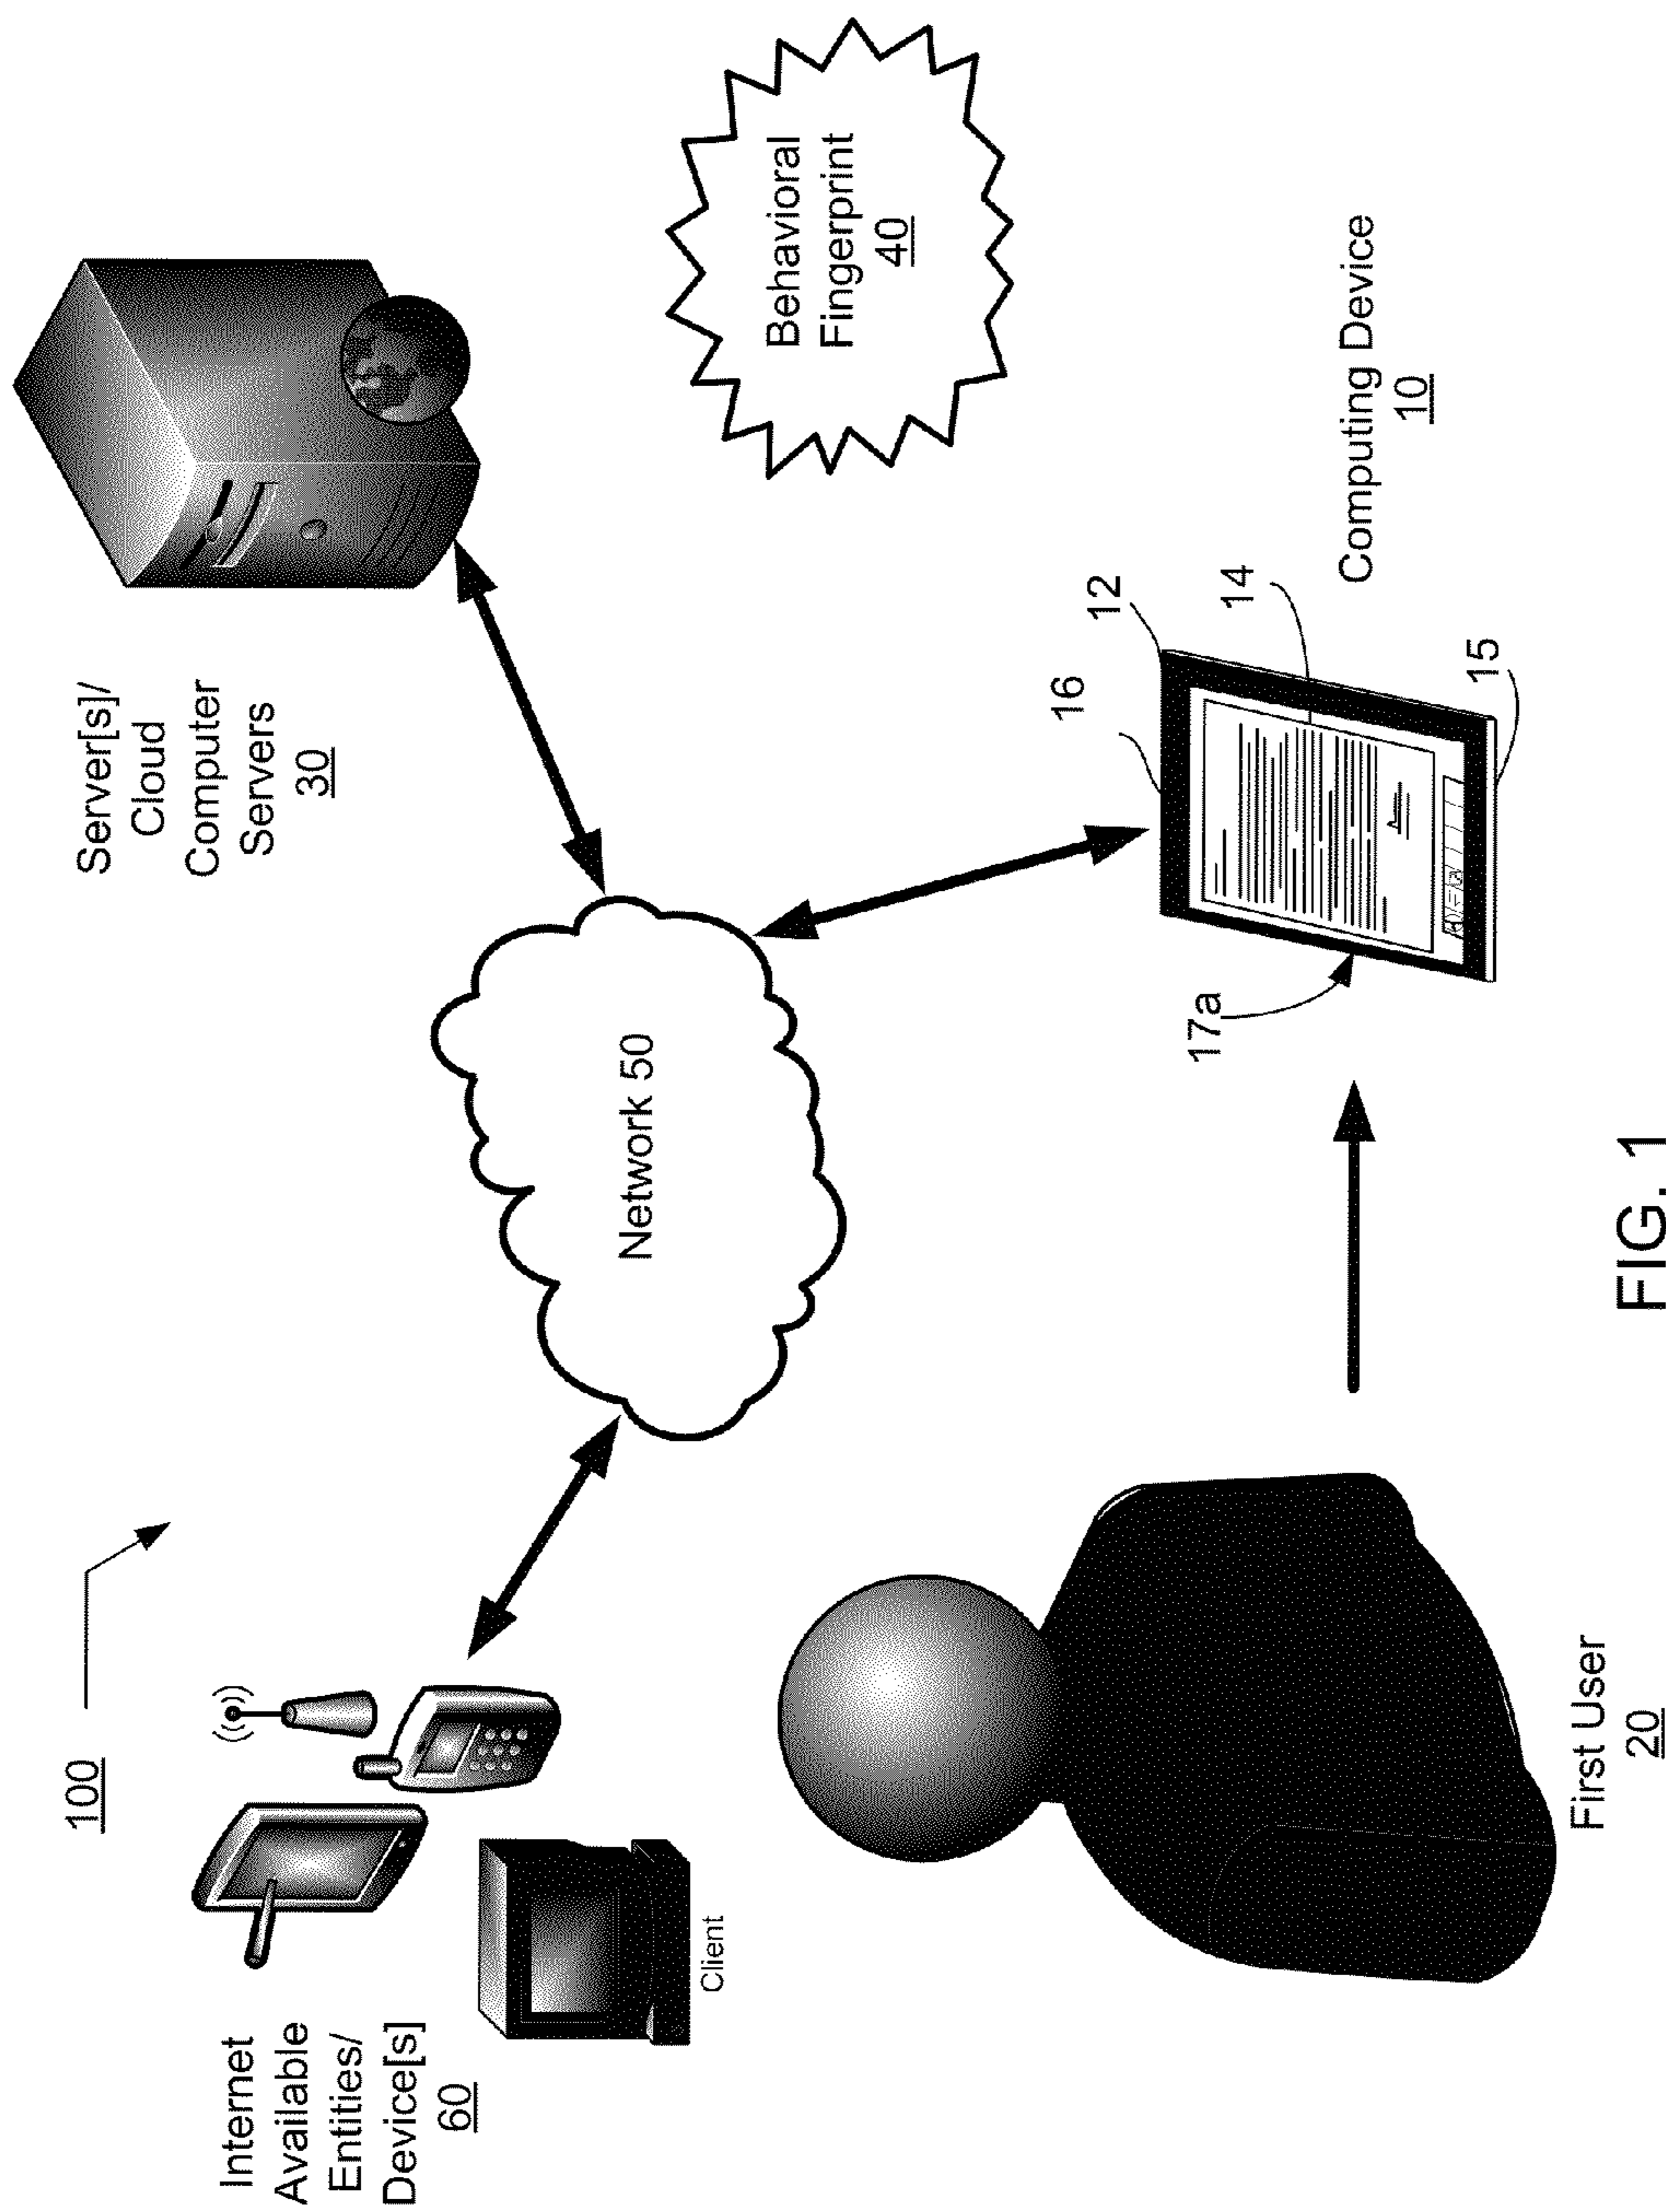 100
Internet
Available
Entities/
Device[s]
60
Client
Server[s]/
Cloud
Computer
Servers
30
Network 50
Behavioral
Fingerprint
40
First User
20
17a
16
12
14
15
Computing Device
10
FIG. 1